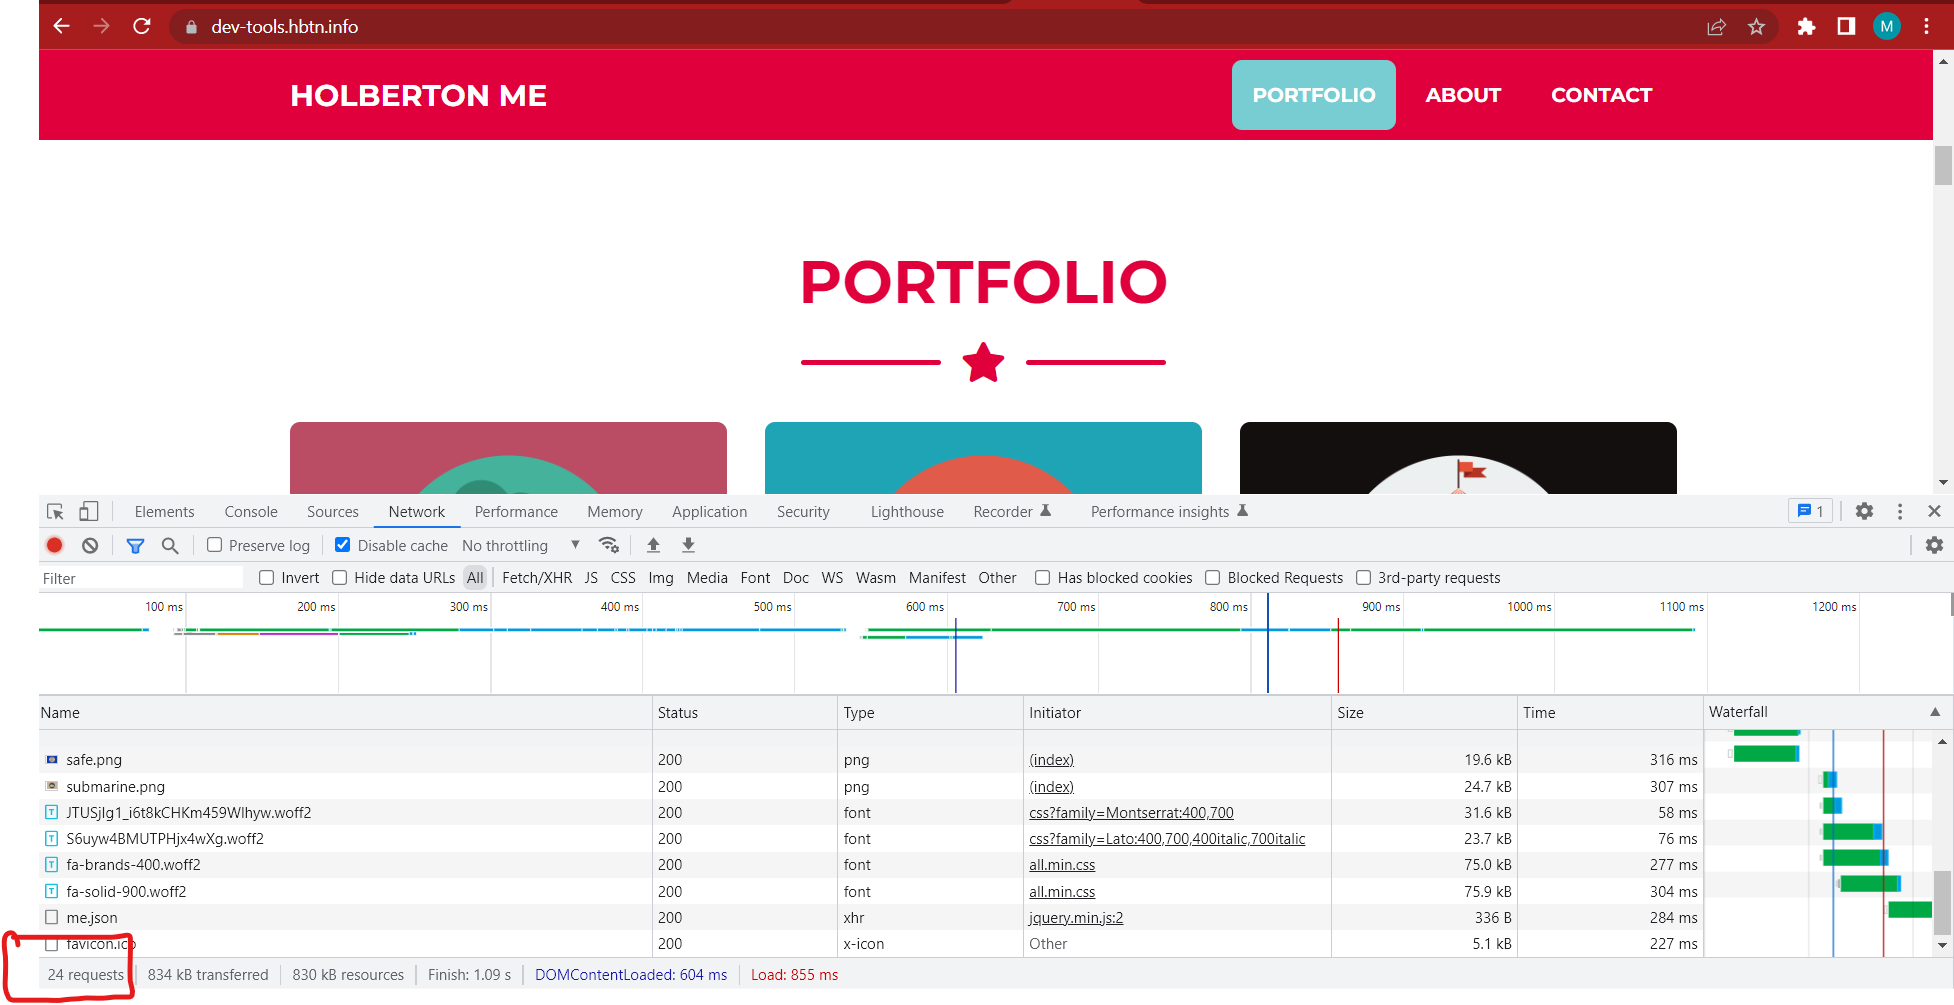 dev-tools.hbtn.info
M
HOLBERTON ME
PORTFOLIO ABOUT CONTACT
PORTFOLIO
Elements Console Sources Network Performance Memory Application Security Lighthouse Recorder Performance insights 1
Preserve log Disable cache No throttling
Filter Invert Hide data URLs All Fetch/XHR JS CSS Img Media Font Doc WS Wasm Manifest Other Has blocked cookies Blocked Requests 3rd-party requests
100 ms 200 ms 300 ms 400 ms 500 ms 600 ms 700 ms 800 ms 900 ms 1000 ms 1100 ms 1200 ms
Name Status Type Initiator Size Time Waterfall
safe.png 200 png (index) 19.6 kB 316 ms
submarine.png 200 png (index) 24.7 kB 307 ms
JTUSjIg1_i6t8kCHKm459Wlhyw.woff2 200 font css?family=Montserrat:400,700 31.6 kB 58 ms
S6uyw4BMUTPHjx4wXg.woff2 200 font css?family=Lato:400,700,400italic,700italic 23.7 kB 76 ms
fa-brands-400.woff2 200 font all.min.css 75.0 kB 277 ms
fa-solid-900.woff2 200 font all.min.css 75.9 kB 304 ms
me.json 200 xhr jquery.min.js:2 336 B 284 ms
favicon.ico 200 x-icon Other 5.1 kB 227 ms
24 requests 834 kB transferred 830 kB resources Finish: 1.09 s DOMContentLoaded: 604 ms Load: 855 ms